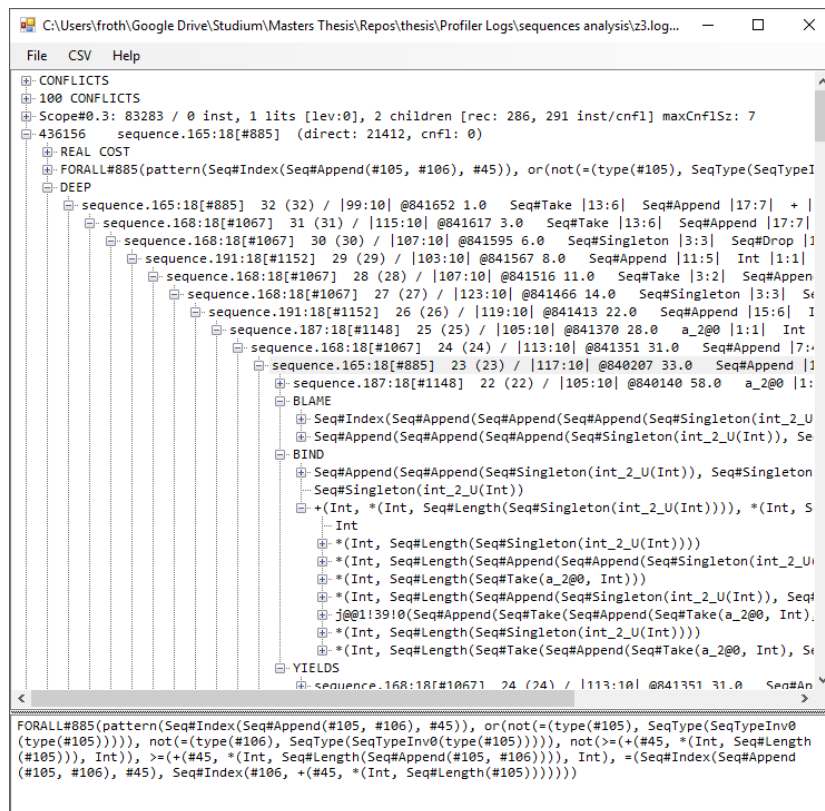 C:\Users\froth\Google Drive\Studium\Masters Thesis\Repos\thesis\Profiler Logs\sequences analysis\z3.log...
File CSV Help
CONFLICTS
100 CONFLICTS
Scope#0.3: 83283 / 0 inst, 1 lits [lev:0], 2 children [rec: 286, 291 inst/cnfl] maxCnflSz: 7
436156 sequence.165:18[#885] (direct: 21412, cnfl: 0)
REAL COST
FORALL#885(pattern(Seq#Index(Seq#Append(#105, #106), #45)), or(not(=(type(#105), SeqType(SeqTypeI
DEEP
sequence.165:18[#885] 32 (32) / |99:10| @841652 1.0 Seq#Take |13:6| Seq#Append |17:7| + |
sequence.168:18[#1067] 31 (31) / |115:10| @841617 3.0 Seq#Take |13:6| Seq#Append |17:7|
sequence.168:18[#1067] 30 (30) / |107:10| @841595 6.0 Seq#Singleton |3:3| Seq#Drop |1
sequence.191:18[#1152] 29 (29) / |103:10| @841567 8.0 Seq#Append |11:5| Int |1:1|
sequence.168:18[#1067] 28 (28) / |107:10| @841516 11.0 Seq#Take |3:2| Seq#Appen
sequence.168:18[#1067] 27 (27) / |123:10| @841466 14.0 Seq#Singleton |3:3| Se
sequence.191:18[#1152] 26 (26) / |119:10| @841413 22.0 Seq#Append |15:6| I
sequence.187:18[#1148] 25 (25) / |105:10| @841370 28.0 a_2@0 |1:1| Int
sequence.168:18[#1067] 24 (24) / |113:10| @841351 31.0 Seq#Append |7:4
sequence.165:18[#885] 23 (23) / |117:10| @840207 33.0 Seq#Append |1
sequence.187:18[#1148] 22 (22) / |105:10| @840140 58.0 a_2@0 |1:
BLAME
Seq#Index(Seq#Append(Seq#Append(Seq#Append(Seq#Singleton(int_2_U
Seq#Append(Seq#Append(Seq#Append(Seq#Singleton(int_2_U(Int)), Se
BIND
Seq#Append(Seq#Append(Seq#Singleton(int_2_U(Int)), Seq#Singleton
Seq#Singleton(int_2_U(Int))
+(Int, *(Int, Seq#Length(Seq#Singleton(int_2_U(Int)))), *(Int, S
Int
*(Int, Seq#Length(Seq#Singleton(int_2_U(Int))))
*(Int, Seq#Length(Seq#Append(Seq#Append(Seq#Singleton(int_2_U(
*(Int, Seq#Length(Seq#Take(a_2@0, Int)))
*(Int, Seq#Length(Seq#Append(Seq#Singleton(int_2_U(Int)), Seq#
j@@1!39!0(Seq#Append(Seq#Take(Seq#Append(Seq#Take(a_2@0, Int),
*(Int, Seq#Length(Seq#Singleton(int_2_U(Int))))
*(Int, Seq#Length(Seq#Take(Seq#Append(Seq#Take(a_2@0, Int), Se
YIELDS
sequence.168:18[#1067] 24 (24) / |113:10| @841351 31.0 Seq#Ap
FORALL#885(pattern(Seq#Index(Seq#Append(#105, #106), #45)), or(not(=(type(#105), SeqType(SeqTypeInv0
(type(#105))))), not(=(type(#106), SeqType(SeqTypeInv0(type(#105))))), not(>=(+(#45, *(Int, Seq#Length
(#105))), Int)), >=(+(#45, *(Int, Seq#Length(Seq#Append(#105, #106)))), Int), =(Seq#Index(Seq#Append
(#105, #106), #45), Seq#Index(#106, +(#45, *(Int, Seq#Length(#105)))))))